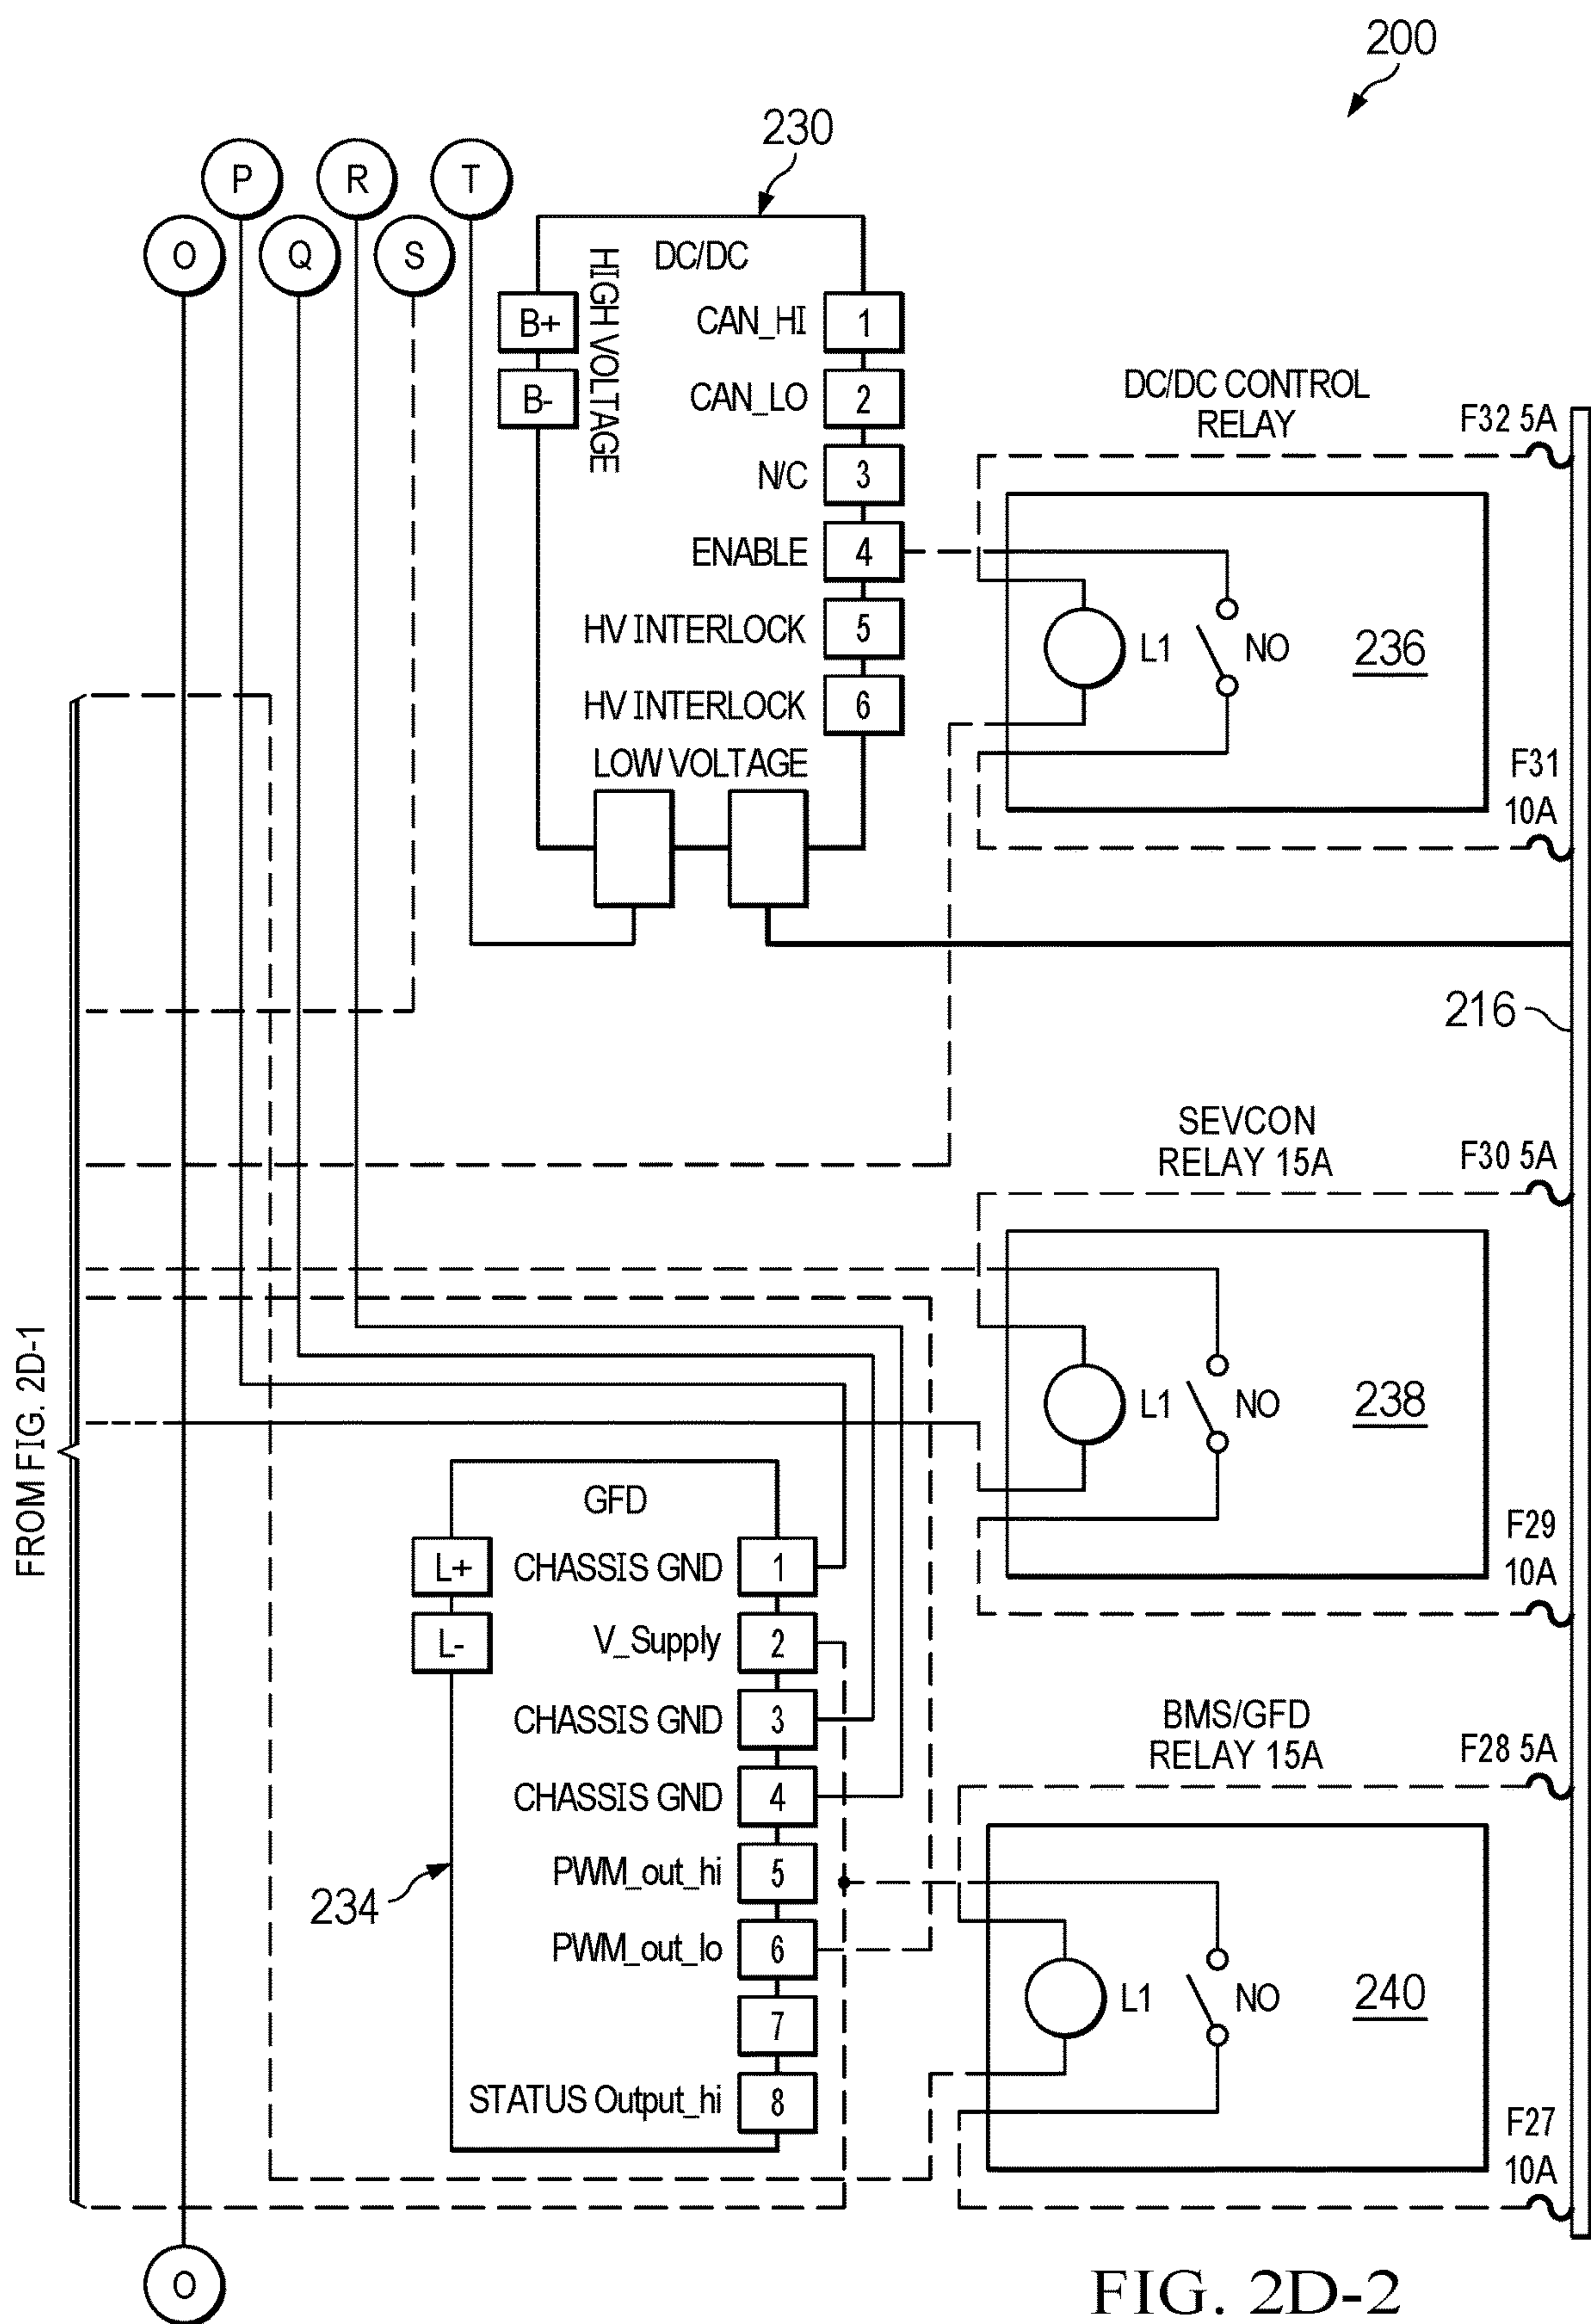 200
230
P
R
T
O
Q
S
DC/DC
HIGH VOLTAGE
B+
B-
CAN_HI 1
CAN_LO 2
N/C 3
ENABLE 4
HV INTERLOCK 5
HV INTERLOCK 6
LOW VOLTAGE
DC/DC CONTROL
RELAY
F32 5A
L1
NO
236
F31
10A
216
SEVCON
RELAY 15A
F30 5A
L1
NO
238
F29
10A
FROM FIG. 2D-1
GFD
L+
L-
CHASSIS GND 1
V_Supply 2
CHASSIS GND 3
CHASSIS GND 4
PWM_out_hi 5
PWM_out_lo 6
7
STATUS Output_hi 8
234
BMS/GFD
RELAY 15A
F28 5A
L1
NO
240
F27
10A
O
FIG. 2D-2